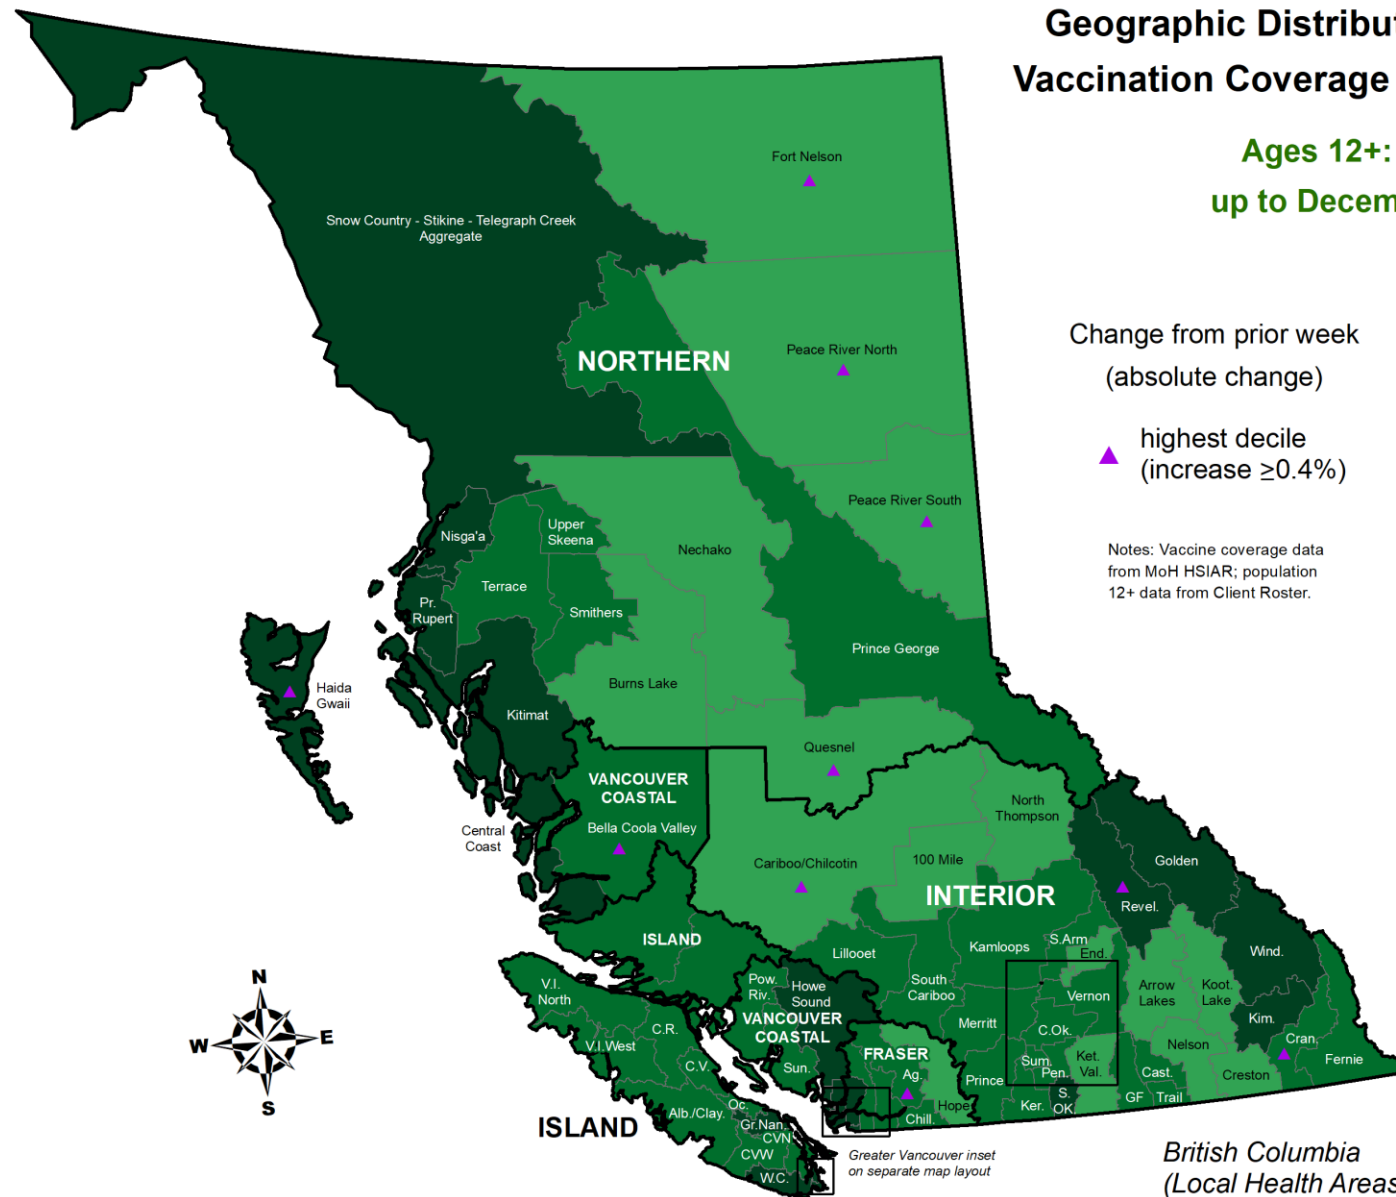 Geographic Distribut
Vaccination Coverage
Ages 12+:
up to Decem
Change from prior week
(absolute change)
highest decile
(increase ≥0.4%)
Notes: Vaccine coverage data
from MoH HSIAR; population
12+ data from Client Roster.
Fort Nelson
Snow Country - Stikine - Telegraph Creek
Aggregate
NORTHERN
Peace River North
Peace River South
Nisga'a
Upper
Skeena
Nechako
Terrace
Pr.
Rupert
Smithers
Prince George
Burns Lake
Haida
Gwaii
Kitimat
Quesnel
VANCOUVER
COASTAL
Bella Coola Valley
Central
Coast
North
Thompson
Cariboo/Chilcotin
100 Mile
Golden
INTERIOR
Revel.
ISLAND
Lillooet
Kamloops
S.Arm
End.
Wind.
V.I.
North
Pow.
Riv.
Howe
Sound
South
Cariboo
Vernon
Arrow
Lakes
Koot.
Lake
VANCOUVER
COASTAL
C.R.
Merritt
C.Ok.
Kim.
V.I.West
FRASER
Nelson
Cran.
Fernie
C.V.
Sun.
Ag.
Prince
Sum.
Pen.
Ket.
Val.
Cast.
Creston
Alb./Clay.
Oc.
Hope
Chill.
Ker.
S.
OK
GF
Trail
ISLAND
Gr.Nan.
CVN
CVW
W.C.
Greater Vancouver inset
on separate map layout
N
W
E
S
British Columbia
(Local Health Areas